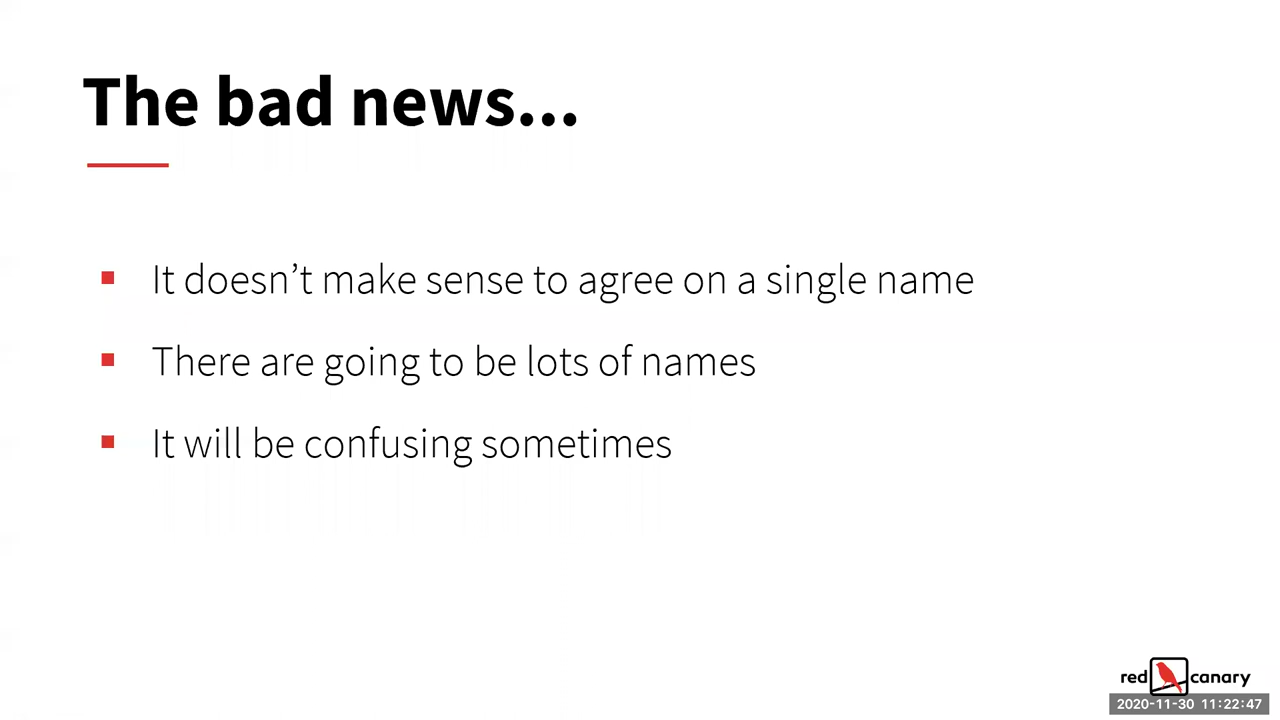 The bad news...
It doesn’t make sense to agree on a single name
There are going to be lots of names
It will be confusing sometimes
red canary
2020-11-30 11:22:47